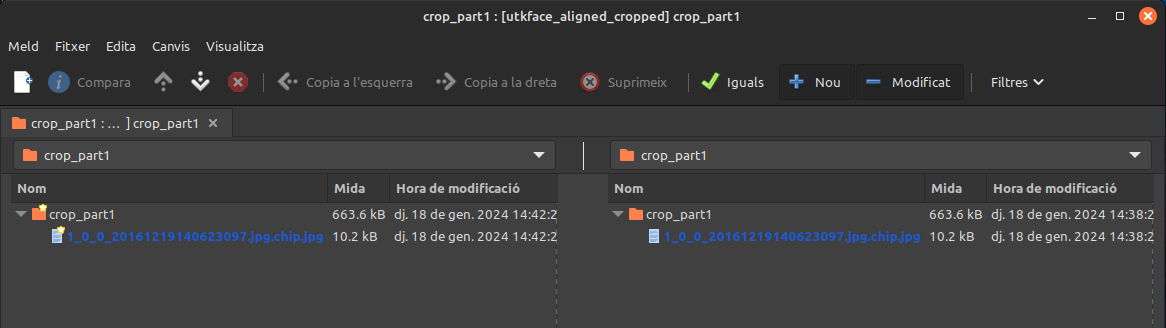 crop_part1 : [utkface_aligned_cropped] crop_part1
Meld Fitxer Edita Canvis Visualitza
Compara Copia a l'esquerra Copia a la dreta Suprimeix Iguals Nou Modificat Filtres
crop_part1 : … ] crop_part1
crop_part1 crop_part1
Nom Mida Hora de modificació Nom Mida Hora de modificació
crop_part1 663.6 kB dj. 18 de gen. 2024 14:42:2 crop_part1 663.6 kB dj. 18 de gen. 2024 14:38:2
1_0_0_20161219140623097.jpg.chip.jpg 10.2 kB dj. 18 de gen. 2024 14:42:2 1_0_0_20161219140623097.jpg.chip.jpg 10.2 kB dj. 18 de gen. 2024 14:38:2